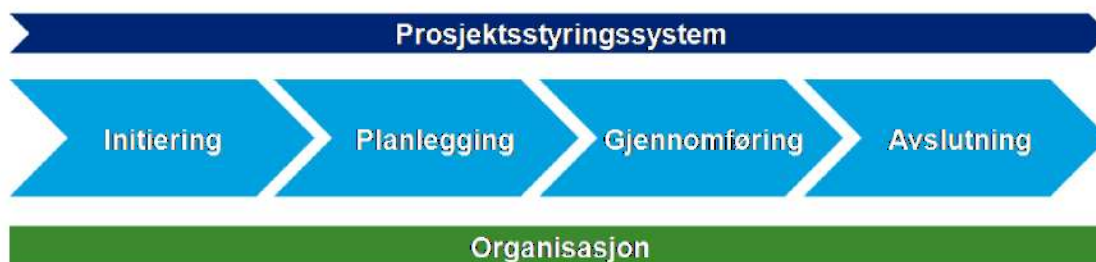 Prosjektsstyringssystem
Initiering Planlegging Gjennomføring Avslutning
Organisasjon